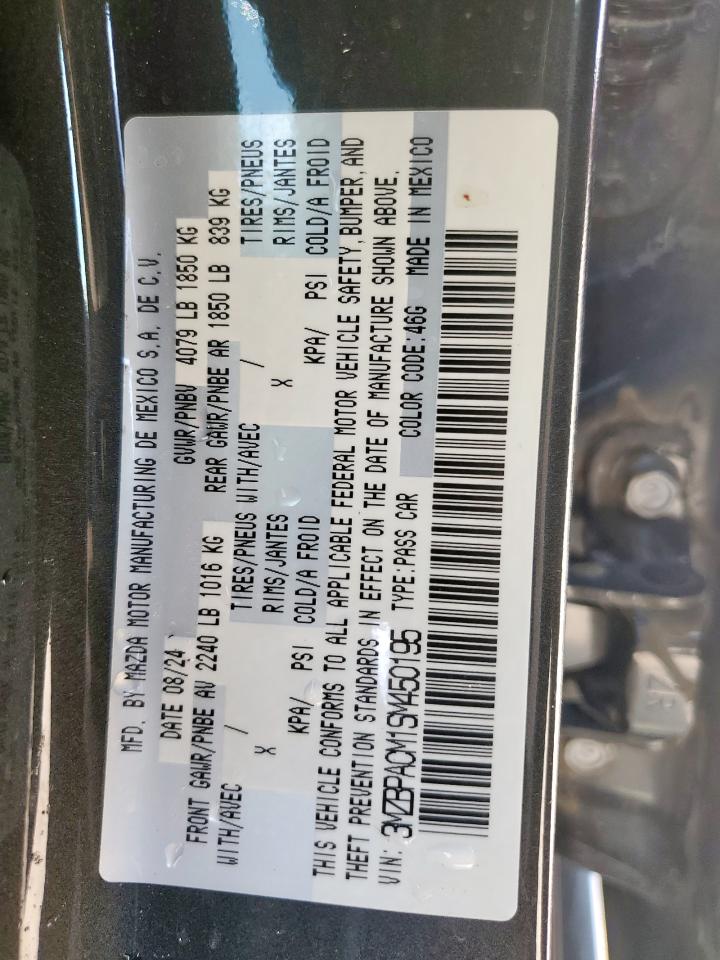 MFD. BY MAZDA MOTOR MANUFACTURING DE MEXICO S.A. DE C.V.
DATE 08/24 GVWR/PNBV 4079 LB 1850 KG
FRONT GAWR/PNBE AV 2240 LB 1016 KG REAR GAWR/PNBE AR 1850 LB 839 KG
WITH/AVEC / TIRES/PNEUS WITH/AVEC / TIRES/PNEUS
X RIMS/JANTES X RIMS/JANTES
KPA/ PSI COLD/A FROID KPA/ PSI COLD/A FROID
THIS VEHICLE CONFORMS TO ALL APPLICABLE FEDERAL MOTOR VEHICLE SAFETY, BUMPER, AND
THEFT PREVENTION STANDARDS IN EFFECT ON THE DATE OF MANUFACTURE SHOWN ABOVE.
VIN: 3MZBPACM1SM450195 TYPE:PASS CAR COLOR CODE:46G MADE IN MEXICO